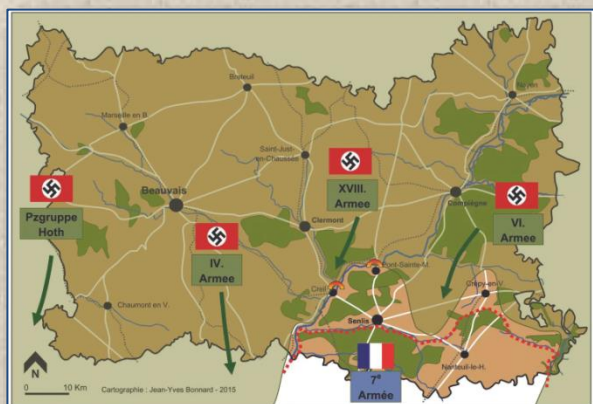 Breteuil
Noyon
Marseille en B.
Saint-Just-
en-Chaussée
XVIII.
Armee
Pzgruppe
Hoth
Beauvais
Compiègne
VI.
Armee
IV.
Armee
Clermont
Pont-Sainte-M.
Creil
Crépy-en-V.
Chaumont en V.
Senlis
Nanteuil-le-H.
7e
Armée
N
0 10 Km
Cartographie : Jean-Yves Bonnard - 2015